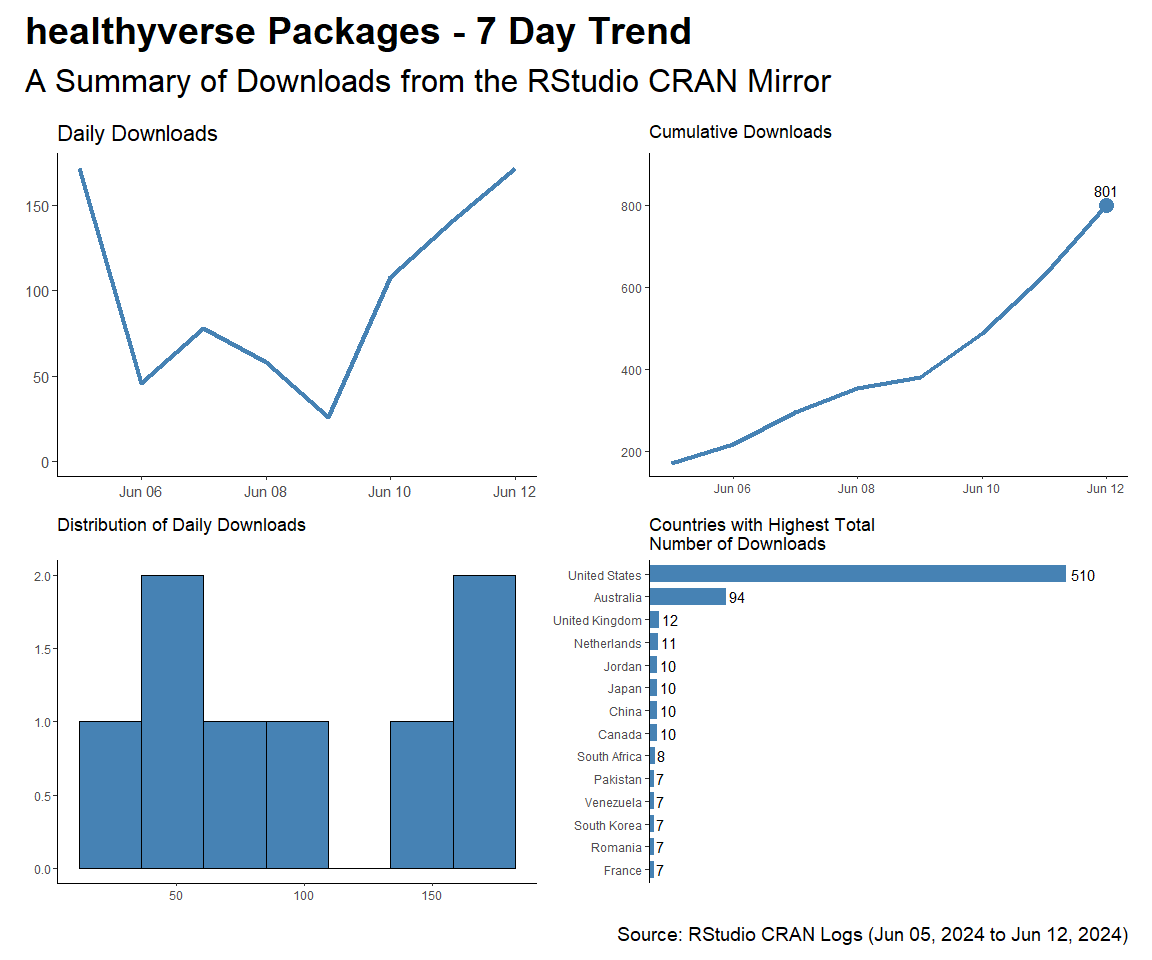 healthyverse Packages - 7 Day Trend
A Summary of Downloads from the RStudio CRAN Mirror
Daily Downloads
150
100
50
0
Jun 06 Jun 08 Jun 10 Jun 12
Cumulative Downloads
801
800
600
400
200
Jun 06 Jun 08 Jun 10 Jun 12
Distribution of Daily Downloads
2.0
1.5
1.0
0.5
0.0
50 100 150
Countries with Highest Total
Number of Downloads
United States 510
Australia 94
United Kingdom 12
Netherlands 11
Jordan 10
Japan 10
China 10
Canada 10
South Africa 8
Pakistan 7
Venezuela 7
South Korea 7
Romania 7
France 7
Source: RStudio CRAN Logs (Jun 05, 2024 to Jun 12, 2024)